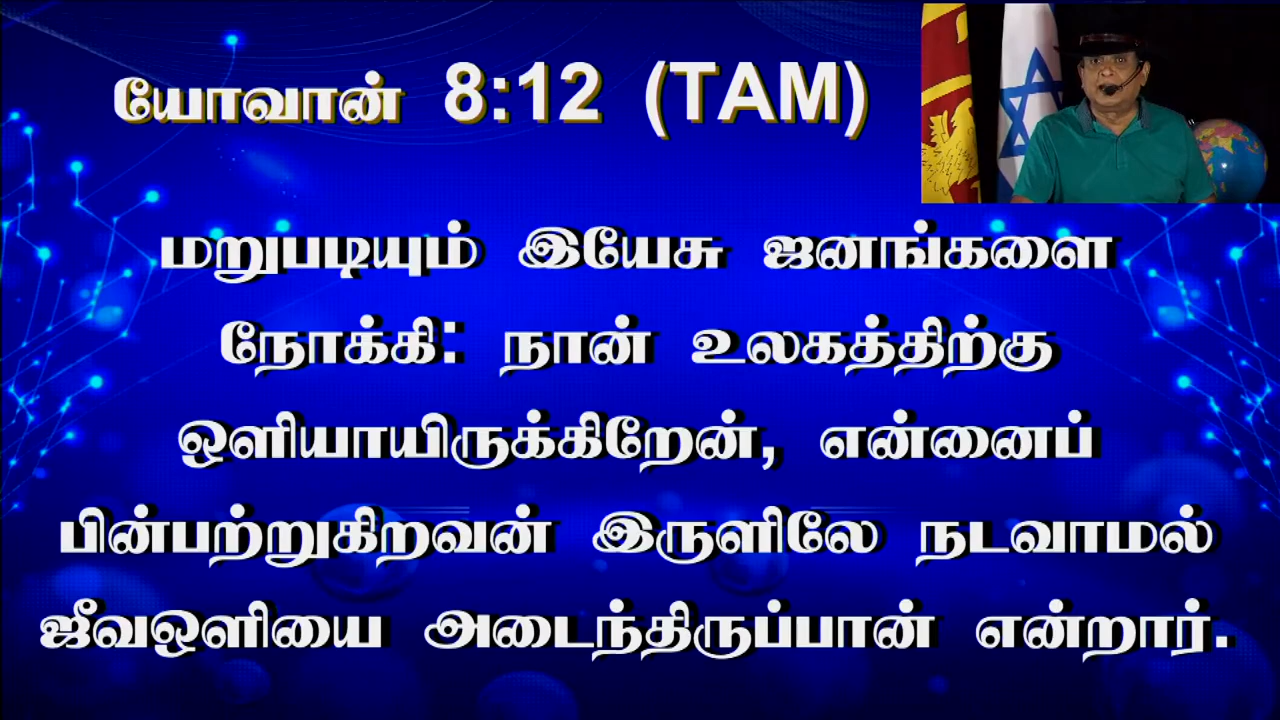 யோவான் 8:12 (TAM)
மறுபடியும் இயேசு ஜனங்களை
நோக்கி: நான் உலகத்திற்கு
ஒளியாயிருக்கிறேன், என்னைப்
பின்பற்றுகிறவன் இருளிலே நடவாமல்
ஜீவஒளியை அடைந்திருப்பான் என்றார்.